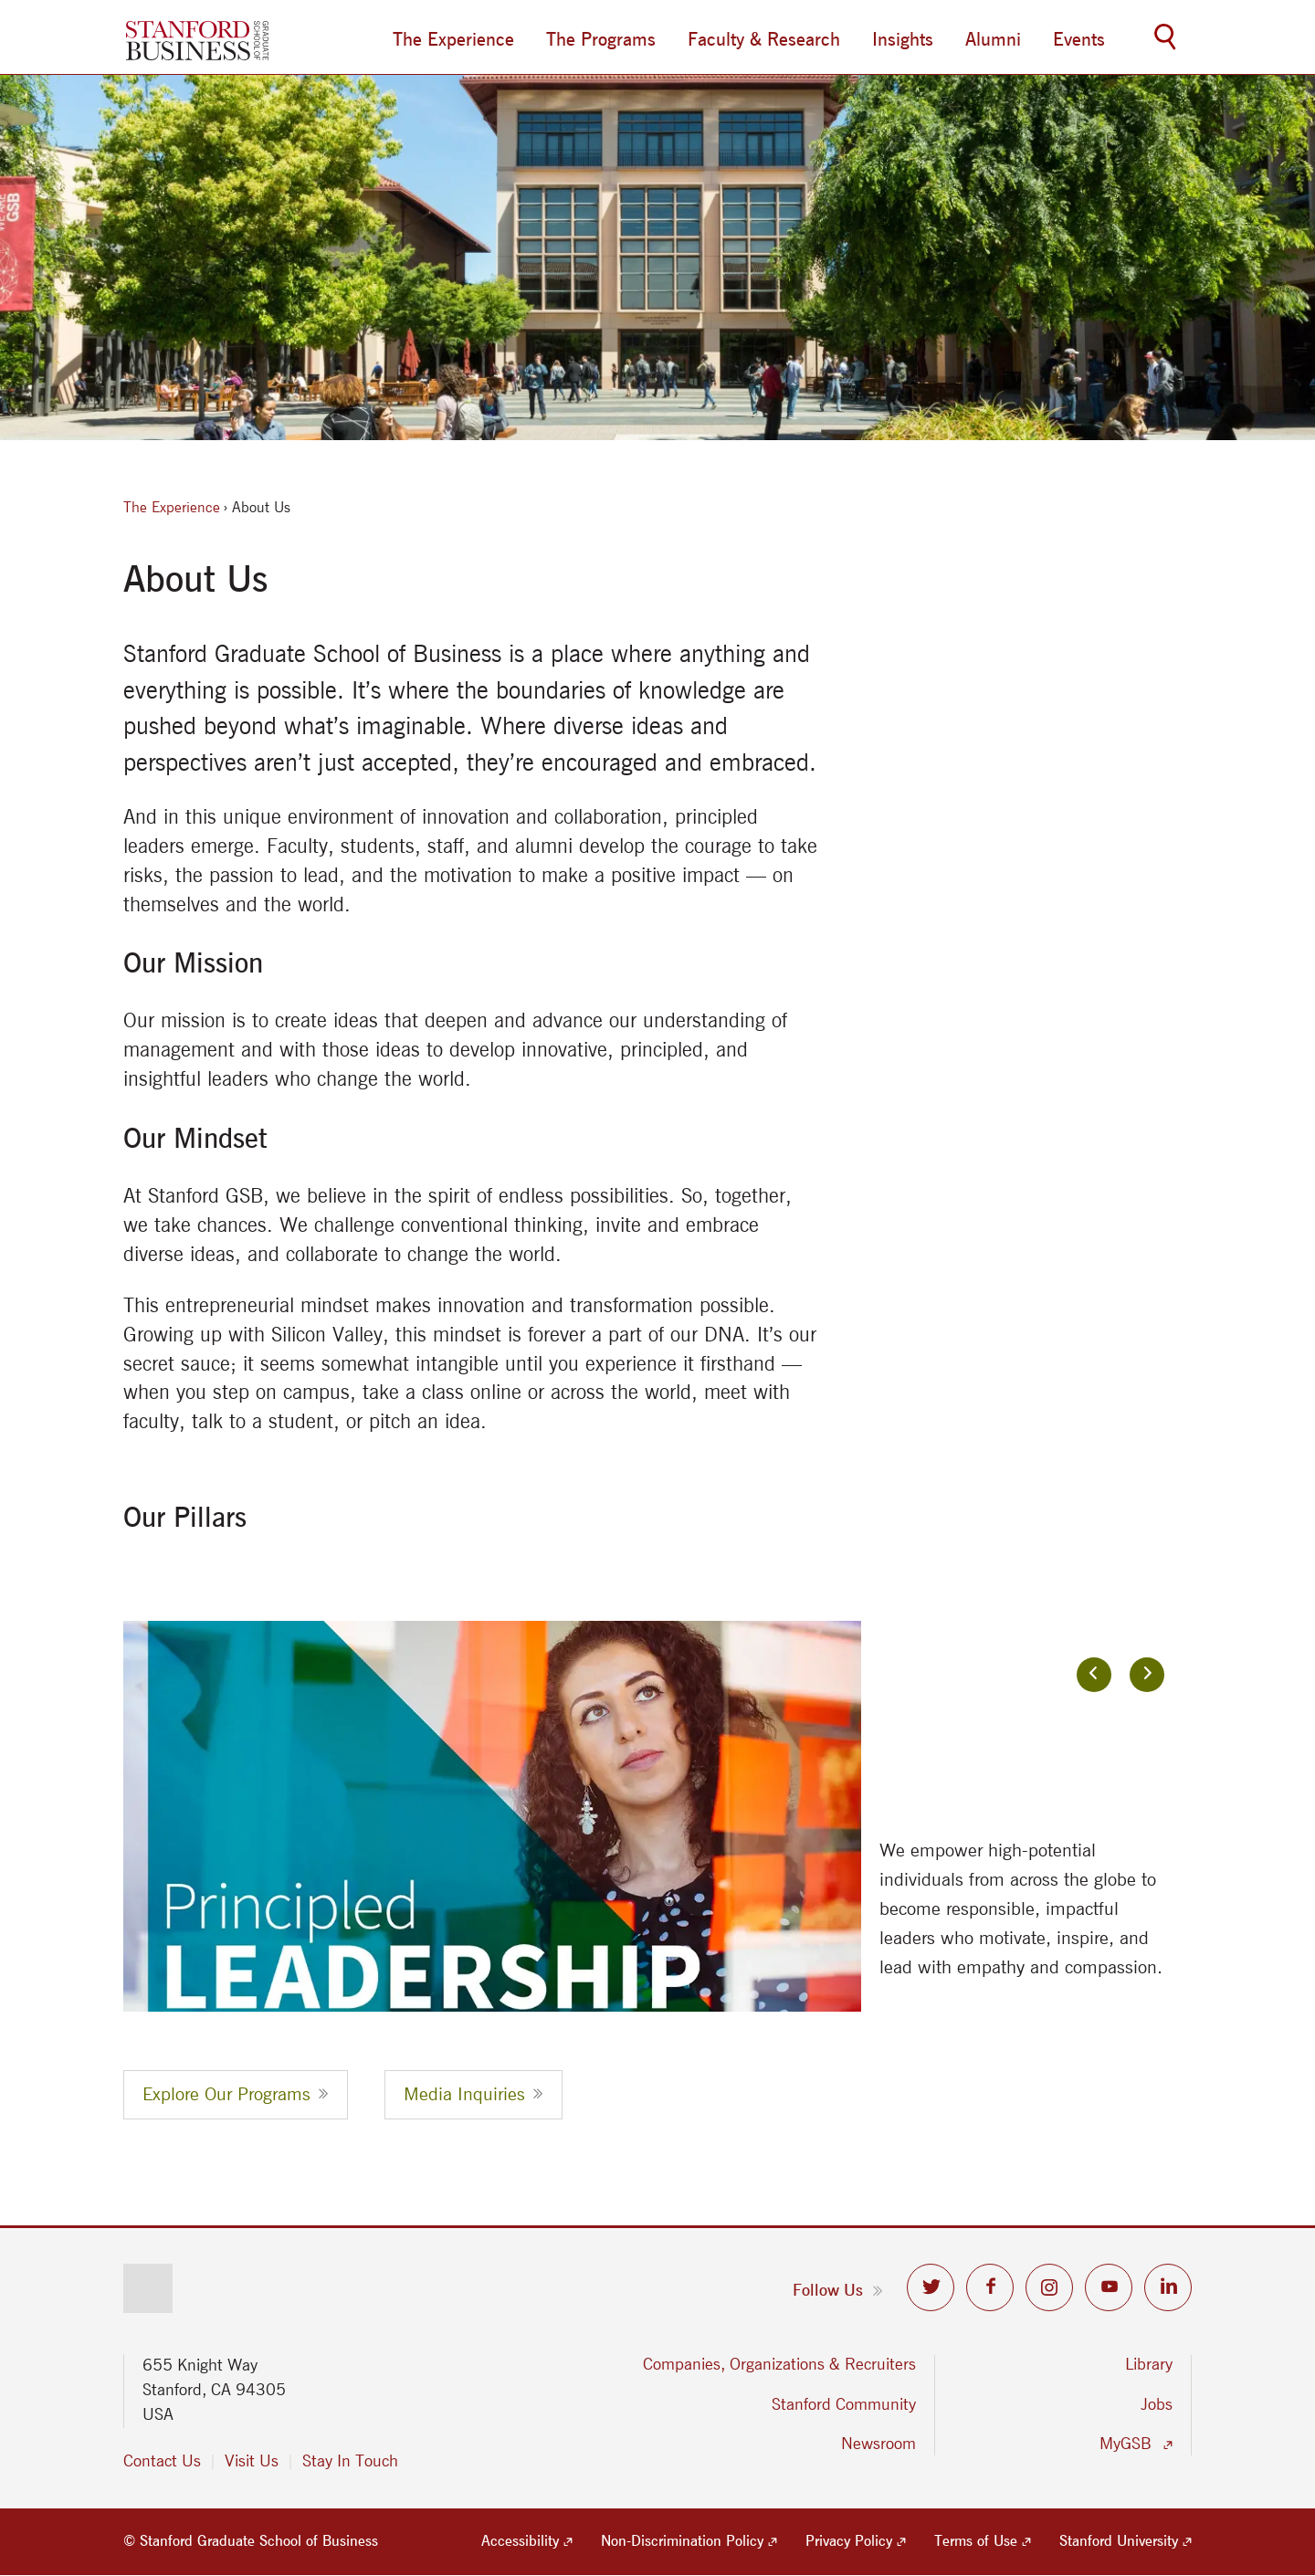 STANFORD
BUSINESS
GRADUATE
SCHOOL OF
The Experience
The Programs
Faculty & Research
Insights
Alumni
Events
WE ARE
GSB
The Experience › About Us
About Us
Stanford Graduate School of Business is a place where anything and
everything is possible. It’s where the boundaries of knowledge are
pushed beyond what’s imaginable. Where diverse ideas and
perspectives aren’t just accepted, they’re encouraged and embraced.
And in this unique environment of innovation and collaboration, principled
leaders emerge. Faculty, students, staff, and alumni develop the courage to take
risks, the passion to lead, and the motivation to make a positive impact — on
themselves and the world.
Our Mission
Our mission is to create ideas that deepen and advance our understanding of
management and with those ideas to develop innovative, principled, and
insightful leaders who change the world.
Our Mindset
At Stanford GSB, we believe in the spirit of endless possibilities. So, together,
we take chances. We challenge conventional thinking, invite and embrace
diverse ideas, and collaborate to change the world.
This entrepreneurial mindset makes innovation and transformation possible.
Growing up with Silicon Valley, this mindset is forever a part of our DNA. It’s our
secret sauce; it seems somewhat intangible until you experience it firsthand —
when you step on campus, take a class online or across the world, meet with
faculty, talk to a student, or pitch an idea.
Our Pillars
Principled
LEADERSHIP
We empower high-potential
individuals from across the globe to
become responsible, impactful
leaders who motivate, inspire, and
lead with empathy and compassion.
Explore Our Programs
Media Inquiries
Follow Us
655 Knight Way
Stanford, CA 94305
USA
Contact Us
Visit Us
Stay In Touch
Companies, Organizations & Recruiters
Stanford Community
Newsroom
Library
Jobs
MyGSB
© Stanford Graduate School of Business
Accessibility
Non-Discrimination Policy
Privacy Policy
Terms of Use
Stanford University